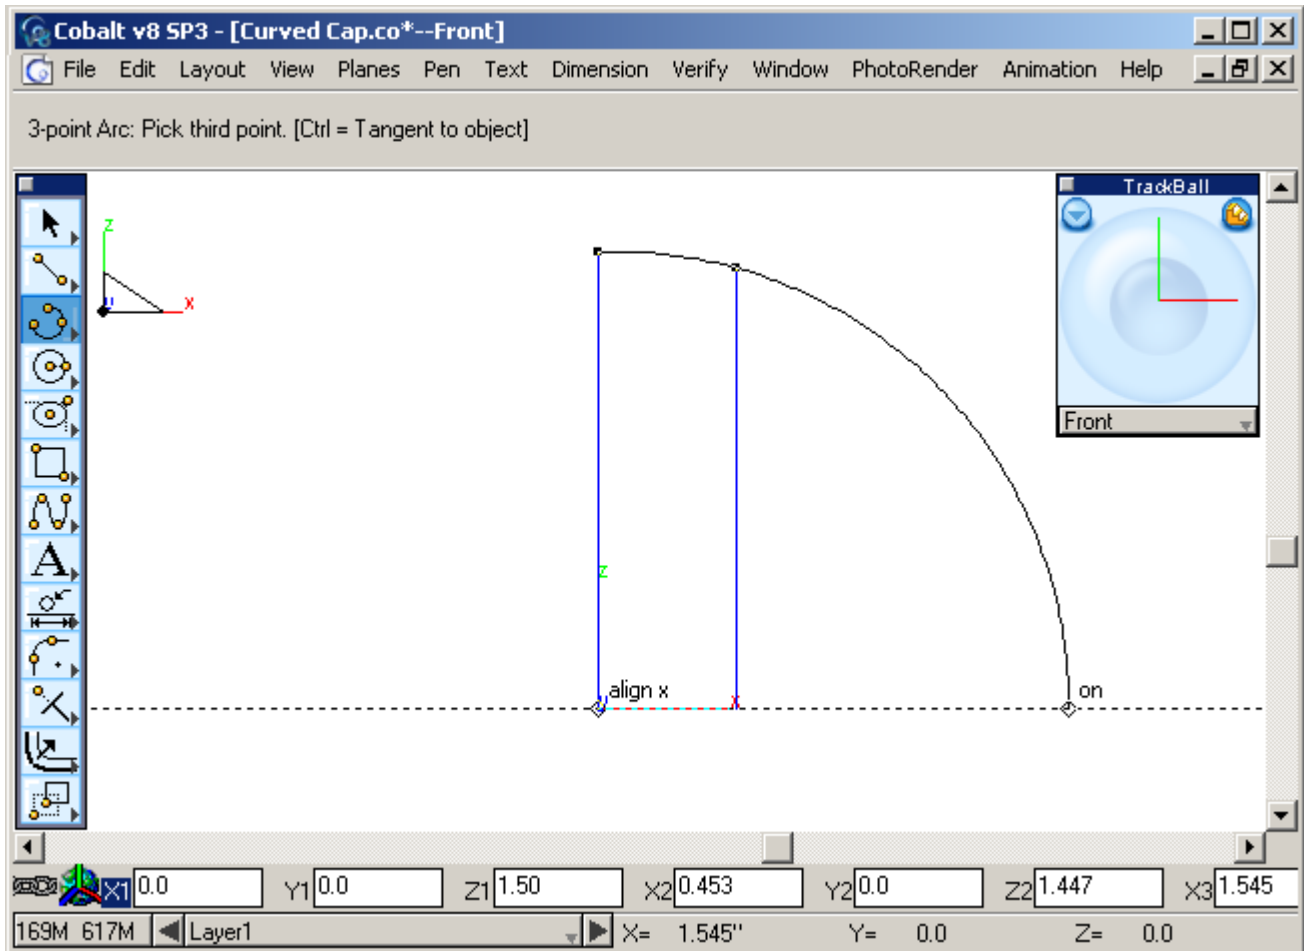 Cobalt v8 SP3 - [Curved Cap.co*--Front]
File Edit Layout View Planes Pen Text Dimension Verify Window PhotoRender Animation Help
3-point Arc: Pick third point. [Ctrl = Tangent to object]
TrackBall
z
x
Front
A
z
align x
x
on
X1 0.0 Y1 0.0 Z1 1.50 X2 0.453 Y2 0.0 Z2 1.447 X3 1.545
169M 617M Layer1 X= 1.545" Y= 0.0 Z= 0.0